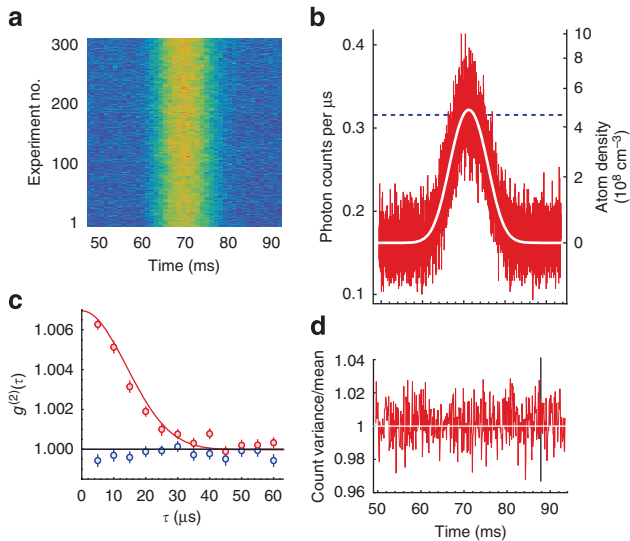 a
310
200
100
1
Experiment no.
50 60 70 80 90
Time (ms)
b
0.4
0.3
0.2
0.1
Photon counts per μs
10
8
6
4
2
0
Atom density
(10⁸ cm⁻³)
c
1.006
1.004
1.002
1.000
g⁽²⁾(τ)
0 10 20 30 40 50 60
τ (μs)
d
1.04
1.02
1
0.98
0.96
Count variance/mean
50 60 70 80 90
Time (ms)